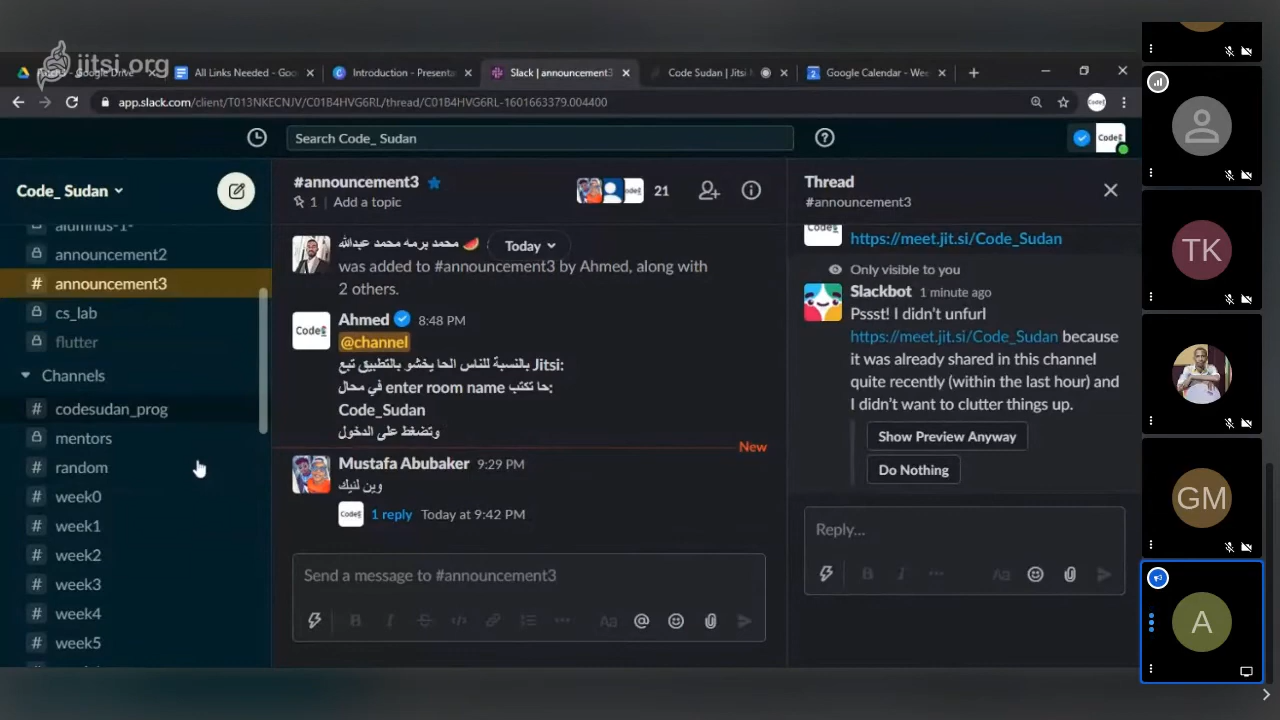 jitsi.org
All Links Needed - Goo
Introduction - Presenta
Slack | announcement3
Code Sudan | Jitsi
Google Calendar - Wee
app.slack.com/client/T013NKECNJV/C01B4HVG6RL/thread/C01B4HVG6RL-1601663379.004400
Search Code_ Sudan
Code_ Sudan
alumnus-1-
announcement2
announcement3
cs_lab
flutter
Channels
codesudan_prog
mentors
random
week0
week1
week2
week3
week4
week5
#announcement3
1 | Add a topic
21
محمد برمه محمد عبدالله
Today
was added to #announcement3 by Ahmed, along with
2 others.
Ahmed 8:48 PM
@channel
بالنسبة للناس الحا يخشو بالتطبيق تبع Jitsi:
حا تكتب في محال enter room name:
Code_Sudan
وتضغط على الدخول
New
Mustafa Abubaker 9:29 PM
وين لنيك
1 reply Today at 9:42 PM
Send a message to #announcement3
Thread
#announcement3
https://meet.jit.si/Code_Sudan
Only visible to you
Slackbot 1 minute ago
Pssst! I didn't unfurl
https://meet.jit.si/Code_Sudan because
it was already shared in this channel
quite recently (within the last hour) and
I didn't want to clutter things up.
Show Preview Anyway
Do Nothing
Reply...
TK
GM
A